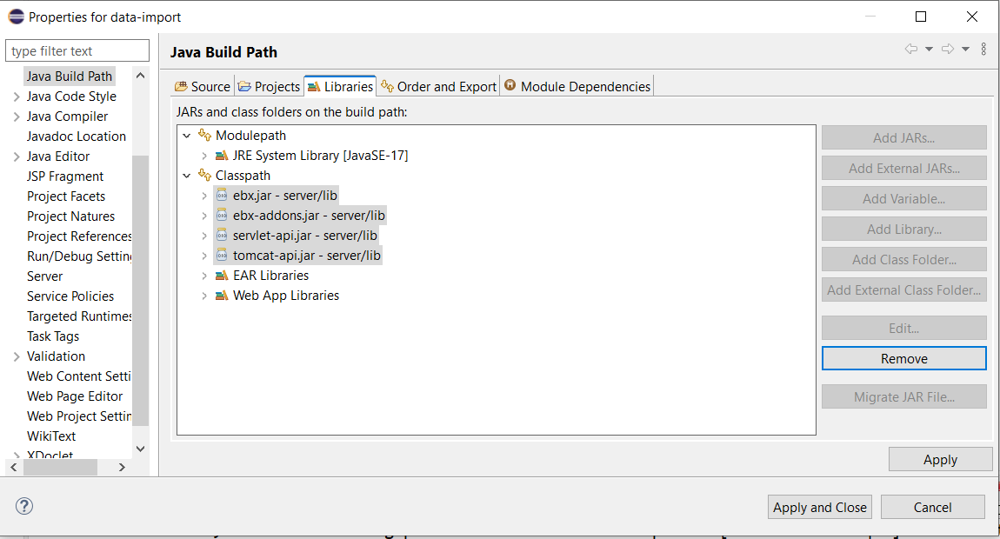 Properties for data-import
type filter text
Java Build Path
Java Code Style
Java Compiler
Javadoc Location
Java Editor
JSP Fragment
Project Facets
Project Natures
Project References
Run/Debug Setting
Server
Service Policies
Targeted Runtimes
Task Tags
Validation
Web Content Setti
Web Page Editor
Web Project Settin
WikiText
XDoclet
Java Build Path
Source
Projects
Libraries
Order and Export
Module Dependencies
JARs and class folders on the build path:
Modulepath
JRE System Library [JavaSE-17]
Classpath
ebx.jar - server/lib
ebx-addons.jar - server/lib
servlet-api.jar - server/lib
tomcat-api.jar - server/lib
EAR Libraries
Web App Libraries
Add JARs...
Add External JARs...
Add Variable...
Add Library...
Add Class Folder...
Add External Class Folder...
Edit...
Remove
Migrate JAR File...
Apply
Apply and Close
Cancel